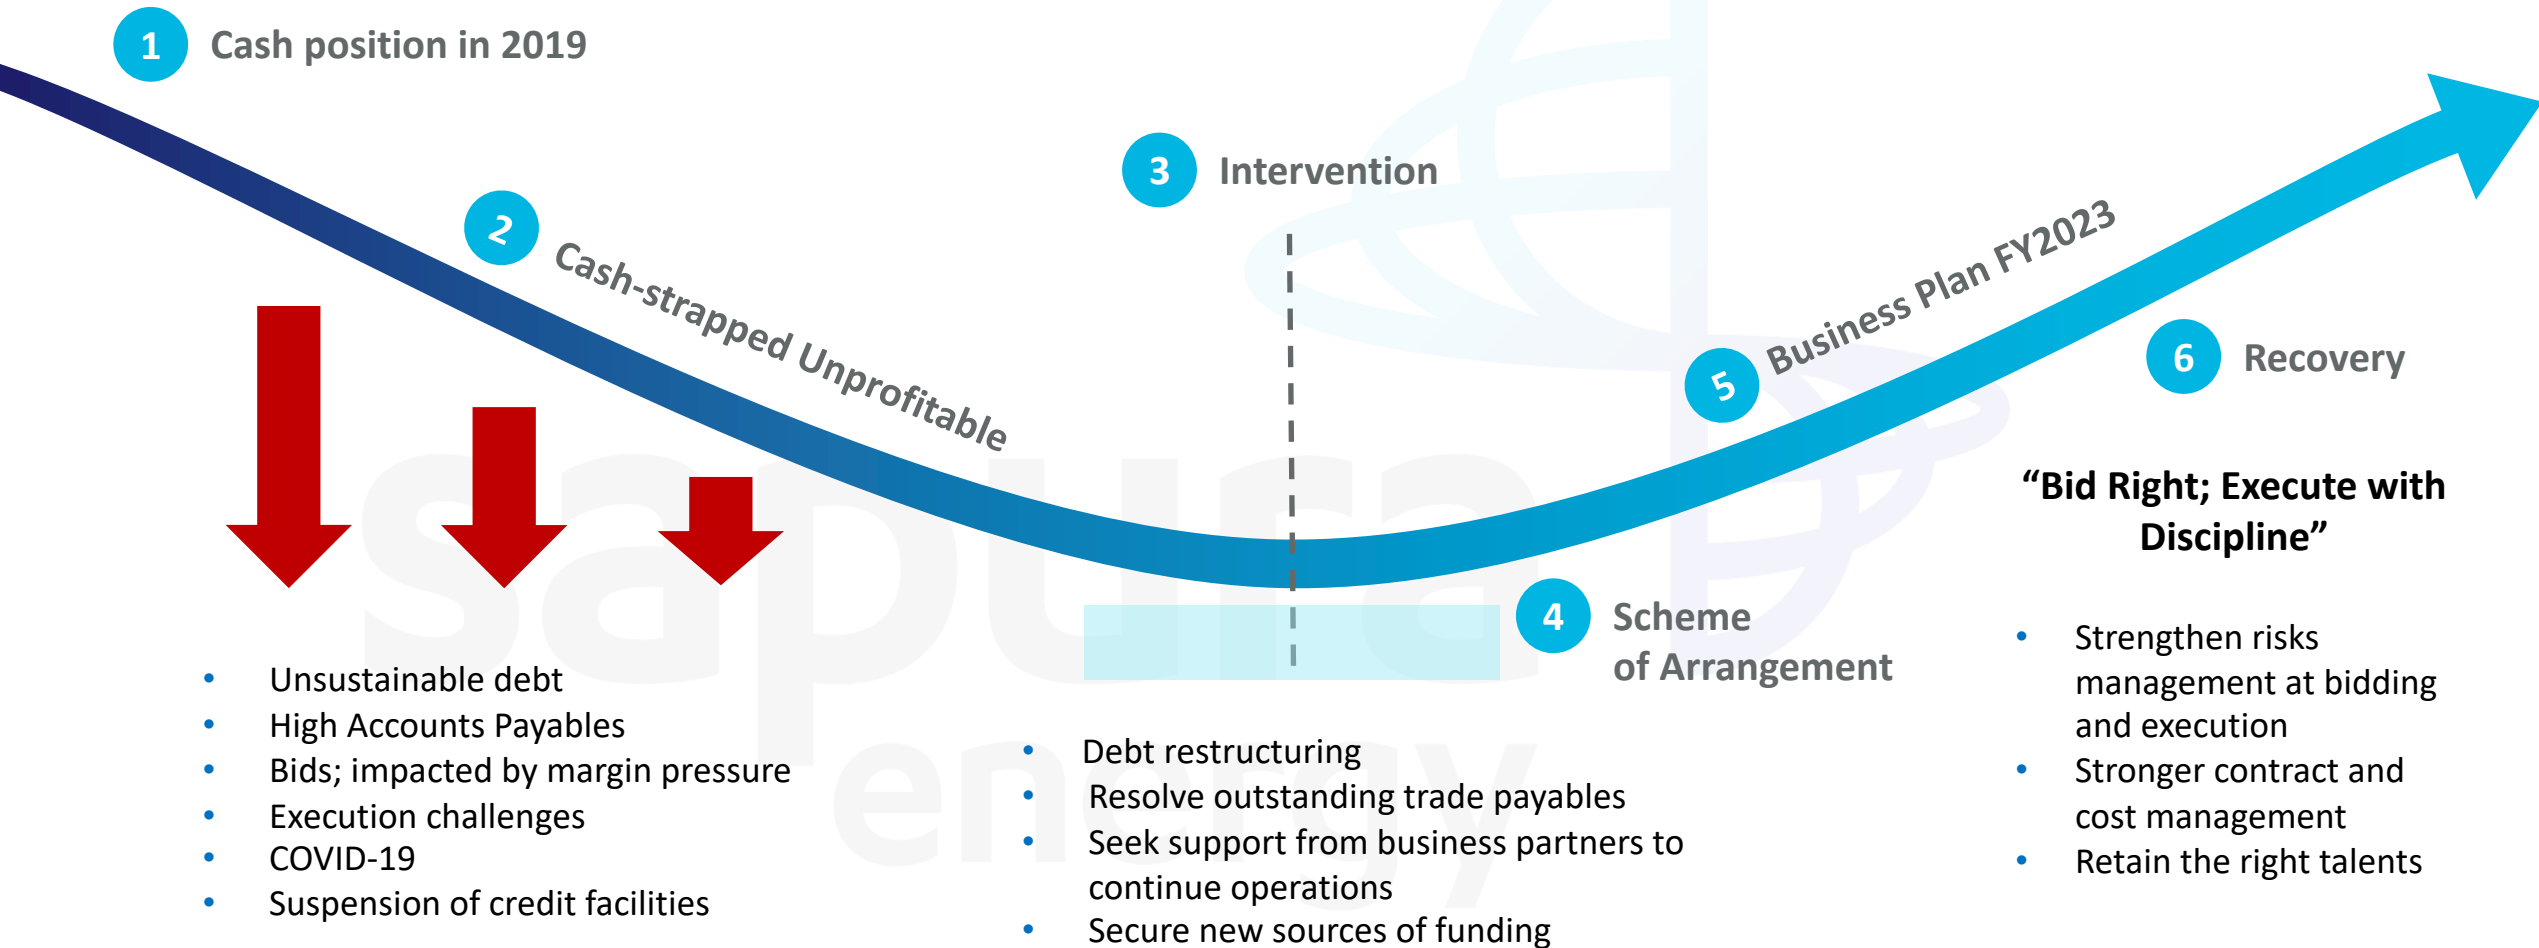 1 Cash position in 2019
2 Cash-strapped Unprofitable
3 Intervention
4 Scheme
of Arrangement
5 Business Plan FY2023
6 Recovery
• Unsustainable debt
• High Accounts Payables
• Bids; impacted by margin pressure
• Execution challenges
• COVID-19
• Suspension of credit facilities
• Debt restructuring
• Resolve outstanding trade payables
• Seek support from business partners to
continue operations
• Secure new sources of funding
“Bid Right; Execute with
Discipline”
• Strengthen risks
management at bidding
and execution
• Stronger contract and
cost management
• Retain the right talents
sapura
energy